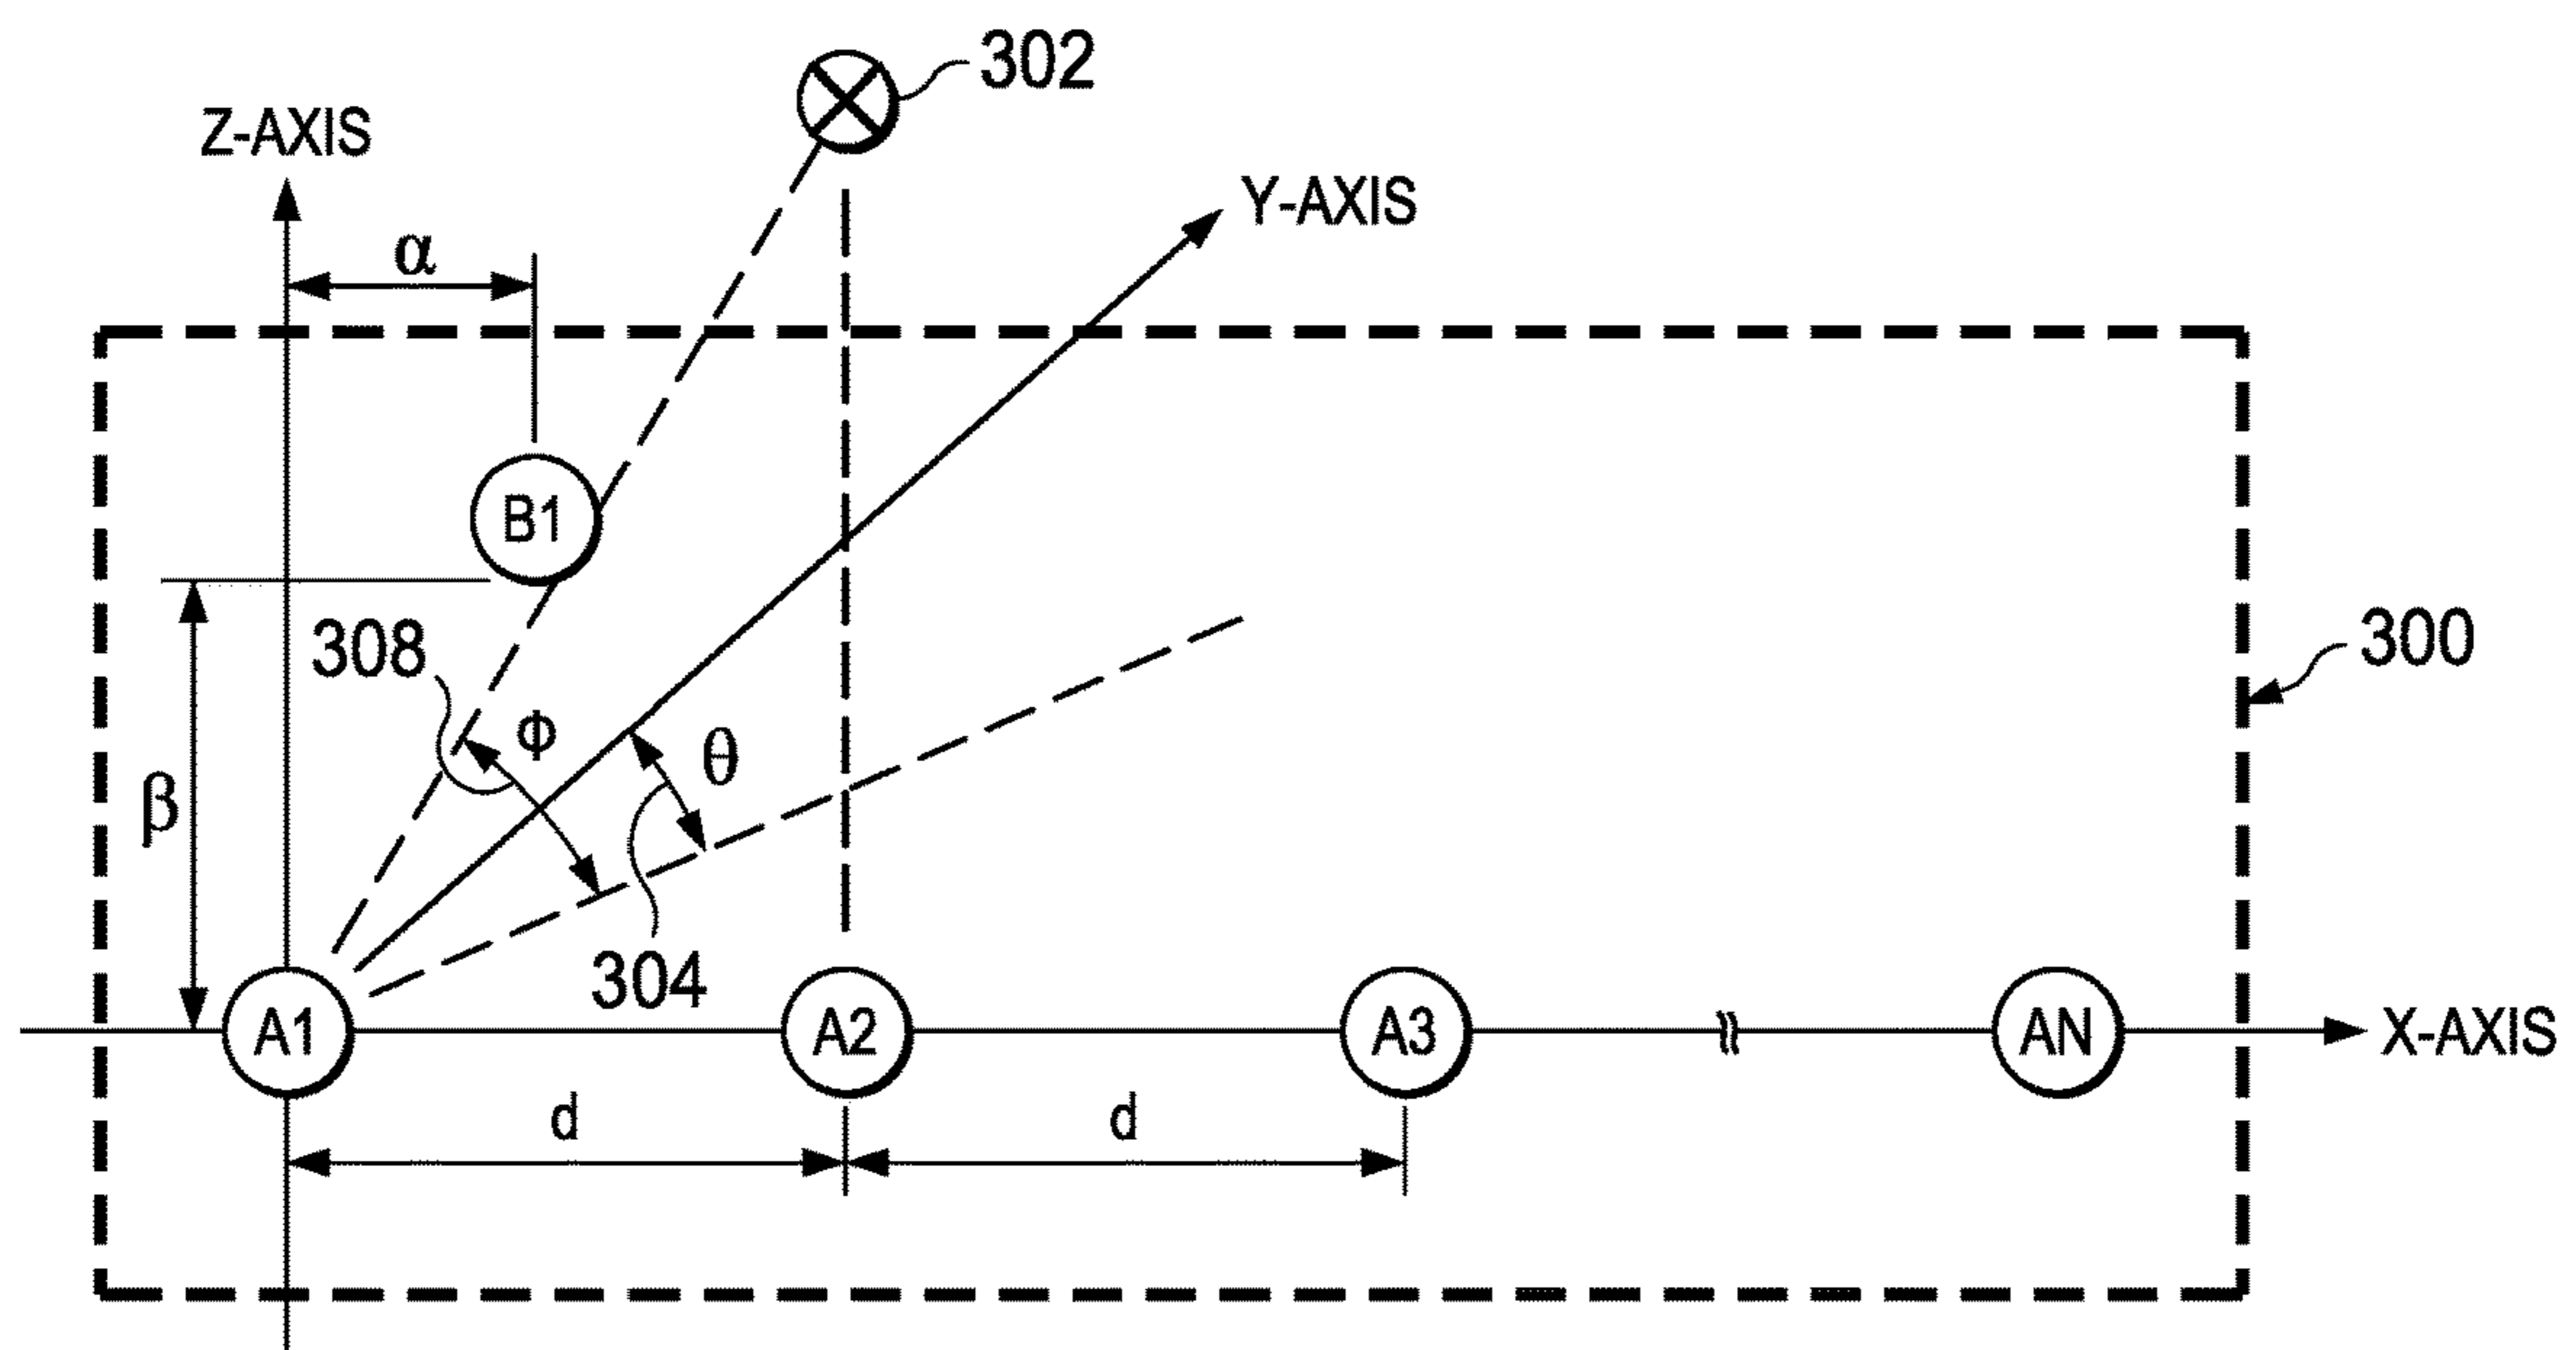 302
Z-AXIS
Y-AXIS
α
B1
308
ϕ
θ
300
β
304
A1
A2
A3
AN
X-AXIS
d
d